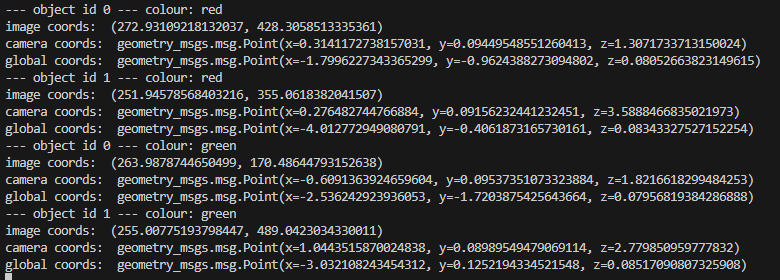 --- object id 0 --- colour: red
image coords:  (272.93109218132037, 428.3058513335361)
camera coords:  geometry_msgs.msg.Point(x=0.3141172738157031, y=0.09449548551260413, z=1.3071733713150024)
global coords:  geometry_msgs.msg.Point(x=-1.7996227343365299, y=-0.9624388273094802, z=0.08052663823149615)
--- object id 1 --- colour: red
image coords:  (251.94578568403216, 355.0618382041507)
camera coords:  geometry_msgs.msg.Point(x=0.276482744766884, y=0.09156232441232451, z=3.5888466835021973)
global coords:  geometry_msgs.msg.Point(x=-4.012772949080791, y=-0.4061873165730161, z=0.08343327527152254)
--- object id 0 --- colour: green
image coords:  (263.9878744650499, 170.48644793152638)
camera coords:  geometry_msgs.msg.Point(x=-0.6091363924659604, y=0.09537351073323884, z=1.8216618299484253)
global coords:  geometry_msgs.msg.Point(x=-2.536242923936053, y=-1.7203875425643664, z=0.07956819384286888)
--- object id 1 --- colour: green
image coords:  (255.00775193798447, 489.0423034330011)
camera coords:  geometry_msgs.msg.Point(x=1.0443515870024838, y=0.08989549479069114, z=2.779850959777832)
global coords:  geometry_msgs.msg.Point(x=-3.032108243454312, y=0.1252194334521548, z=0.08517090807325908)